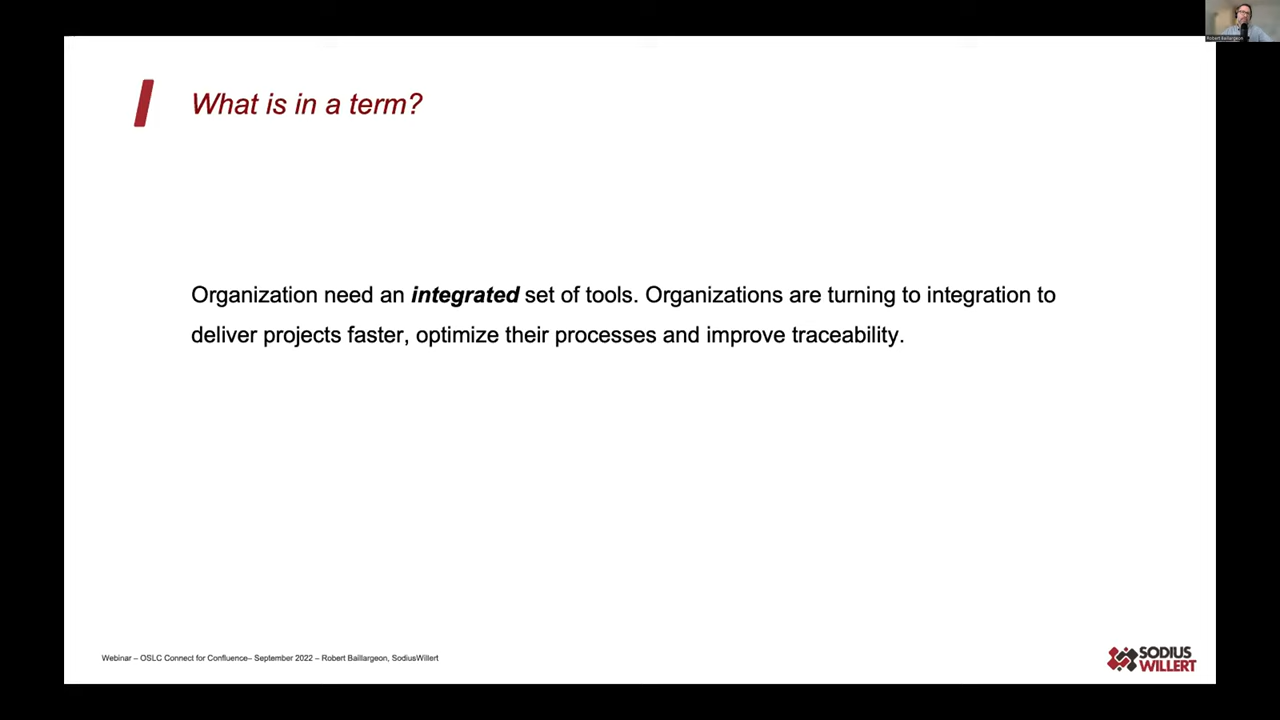 Robert Baillargeon
What is in a term?
Organization need an integrated set of tools. Organizations are turning to integration to
deliver projects faster, optimize their processes and improve traceability.
Webinar – OSLC Connect for Confluence– September 2022 – Robert Baillargeon, SodiusWillert
SODIUS
WILLERT